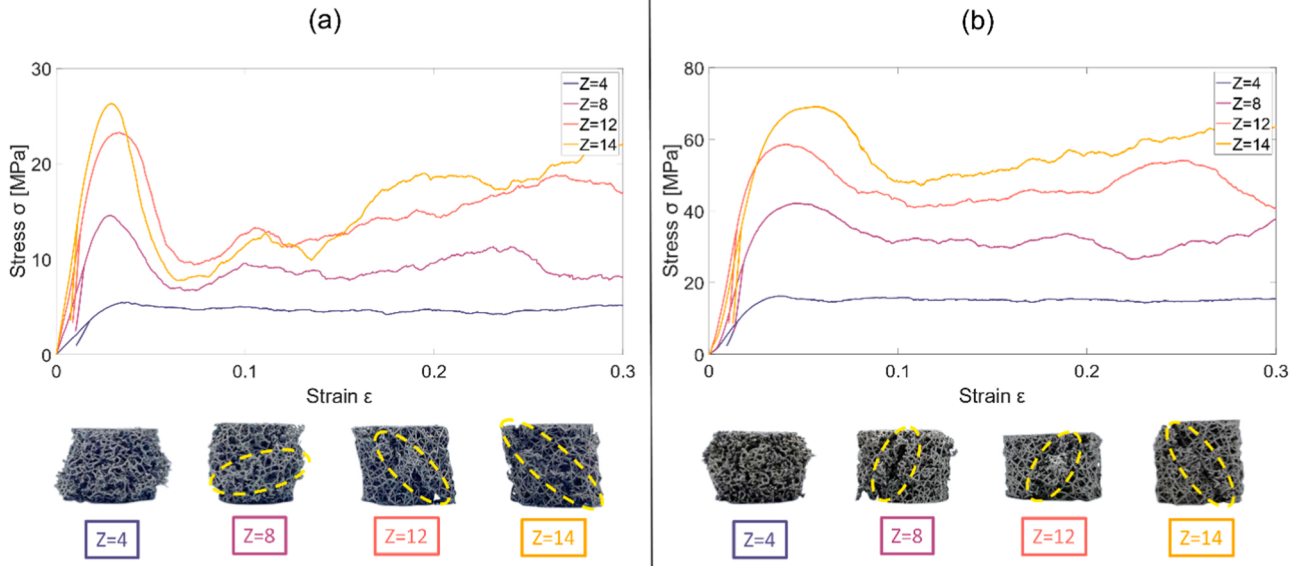 (a)
30
20
10
0
Stress σ [MPa]
Z=4
Z=8
Z=12
Z=14
0
0.1
0.2
0.3
Strain ε
Z=4
Z=8
Z=12
Z=14
(b)
80
60
40
20
0
Stress σ [MPa]
Z=4
Z=8
Z=12
Z=14
0
0.1
0.2
0.3
Strain ε
Z=4
Z=8
Z=12
Z=14